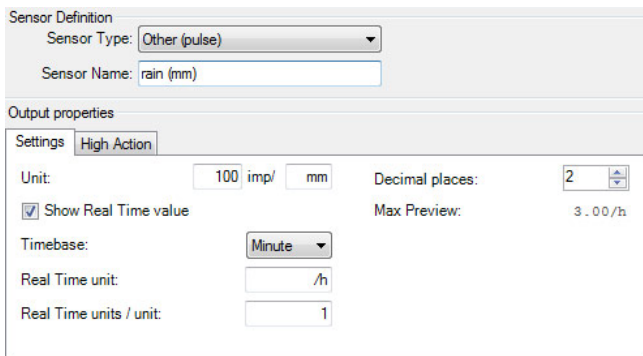 Sensor Definition
Sensor Type: Other (pulse)
Sensor Name: rain (mm)
Output properties
Settings High Action
Unit: 100 imp/ mm Decimal places: 2
Show Real Time value Max Preview: 3.00/h
Timebase: Minute
Real Time unit: /h
Real Time units / unit: 1